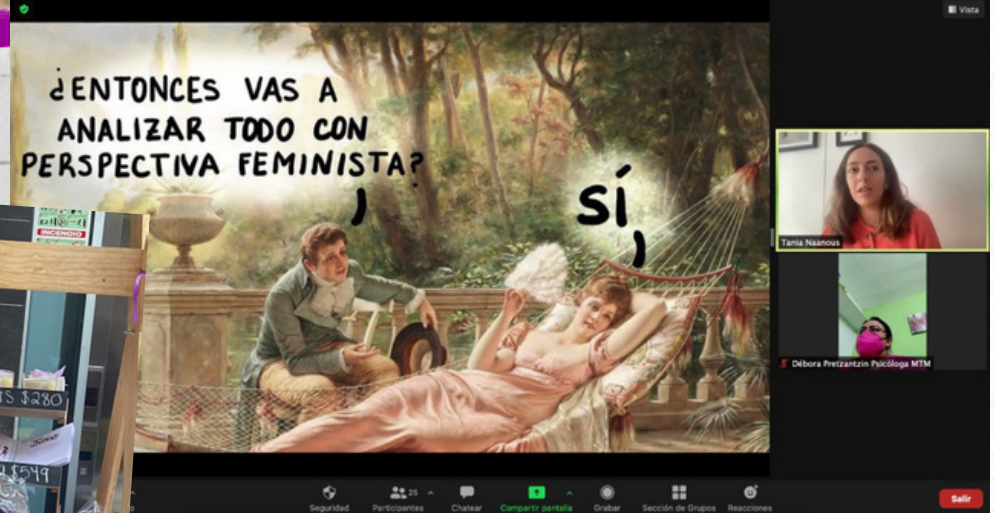 Vista
¿ENTONCES VAS A
ANALIZAR TODO CON
PERSPECTIVA FEMINISTA?
SÍ,
Tania Naanous
Débora Pretzantzin Psicóloga MTM
INCENDIO
$280
$549
Seguridad
Participantes
25
Chatear
Compartir pantalla
Grabar
Sección de Grupos
Reacciones
Salir